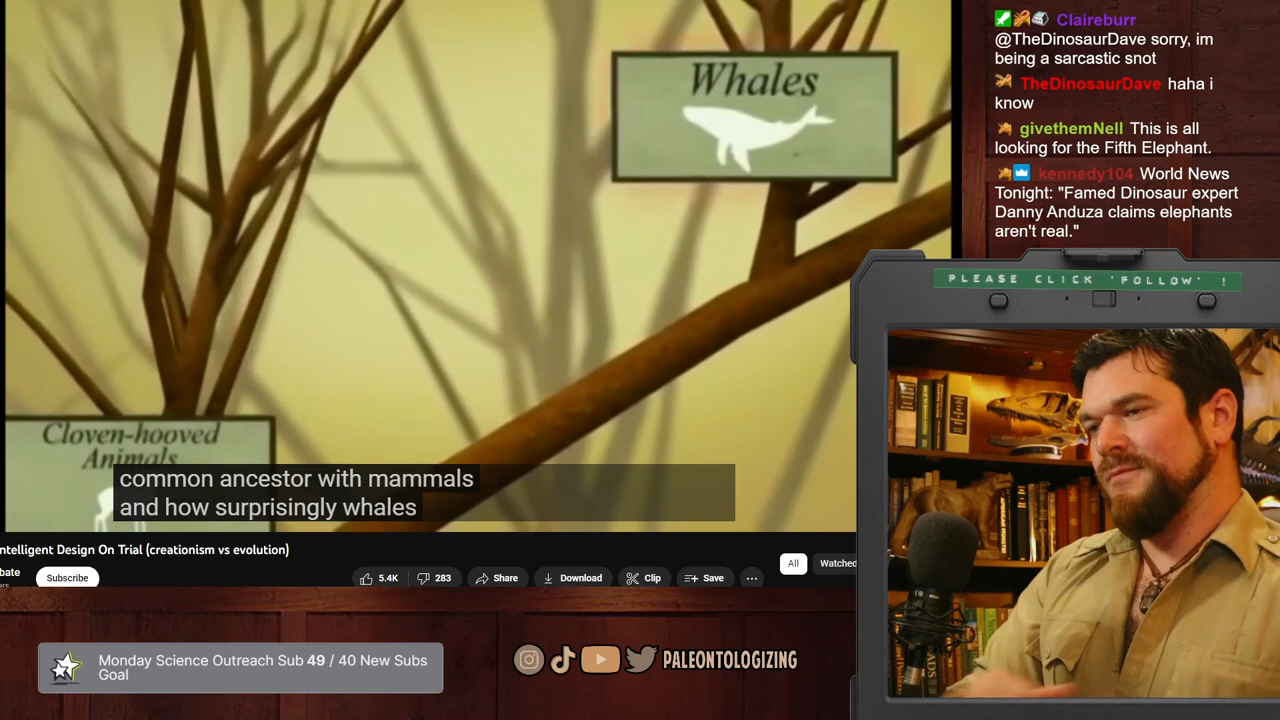 Whales
Cloven-hooved
Animals
common ancestor with mammals
and how surprisingly whales
ntelligent Design On Trial (creationism vs evolution)
bate
Subscribe
5.4K
283
Share
Download
Clip
Save
All
Watched
Monday Science Outreach Sub 49 / 40 New Subs
Goal
PALEONTOLOGIZING
Claireburr
@TheDinosaurDave sorry, im
being a sarcastic snot
TheDinosaurDave haha i
know
givethemNell This is all
looking for the Fifth Elephant.
kennedy104 World News
Tonight: "Famed Dinosaur expert
Danny Anduza claims elephants
aren't real."
PLEASE CLICK 'FOLLOW' !